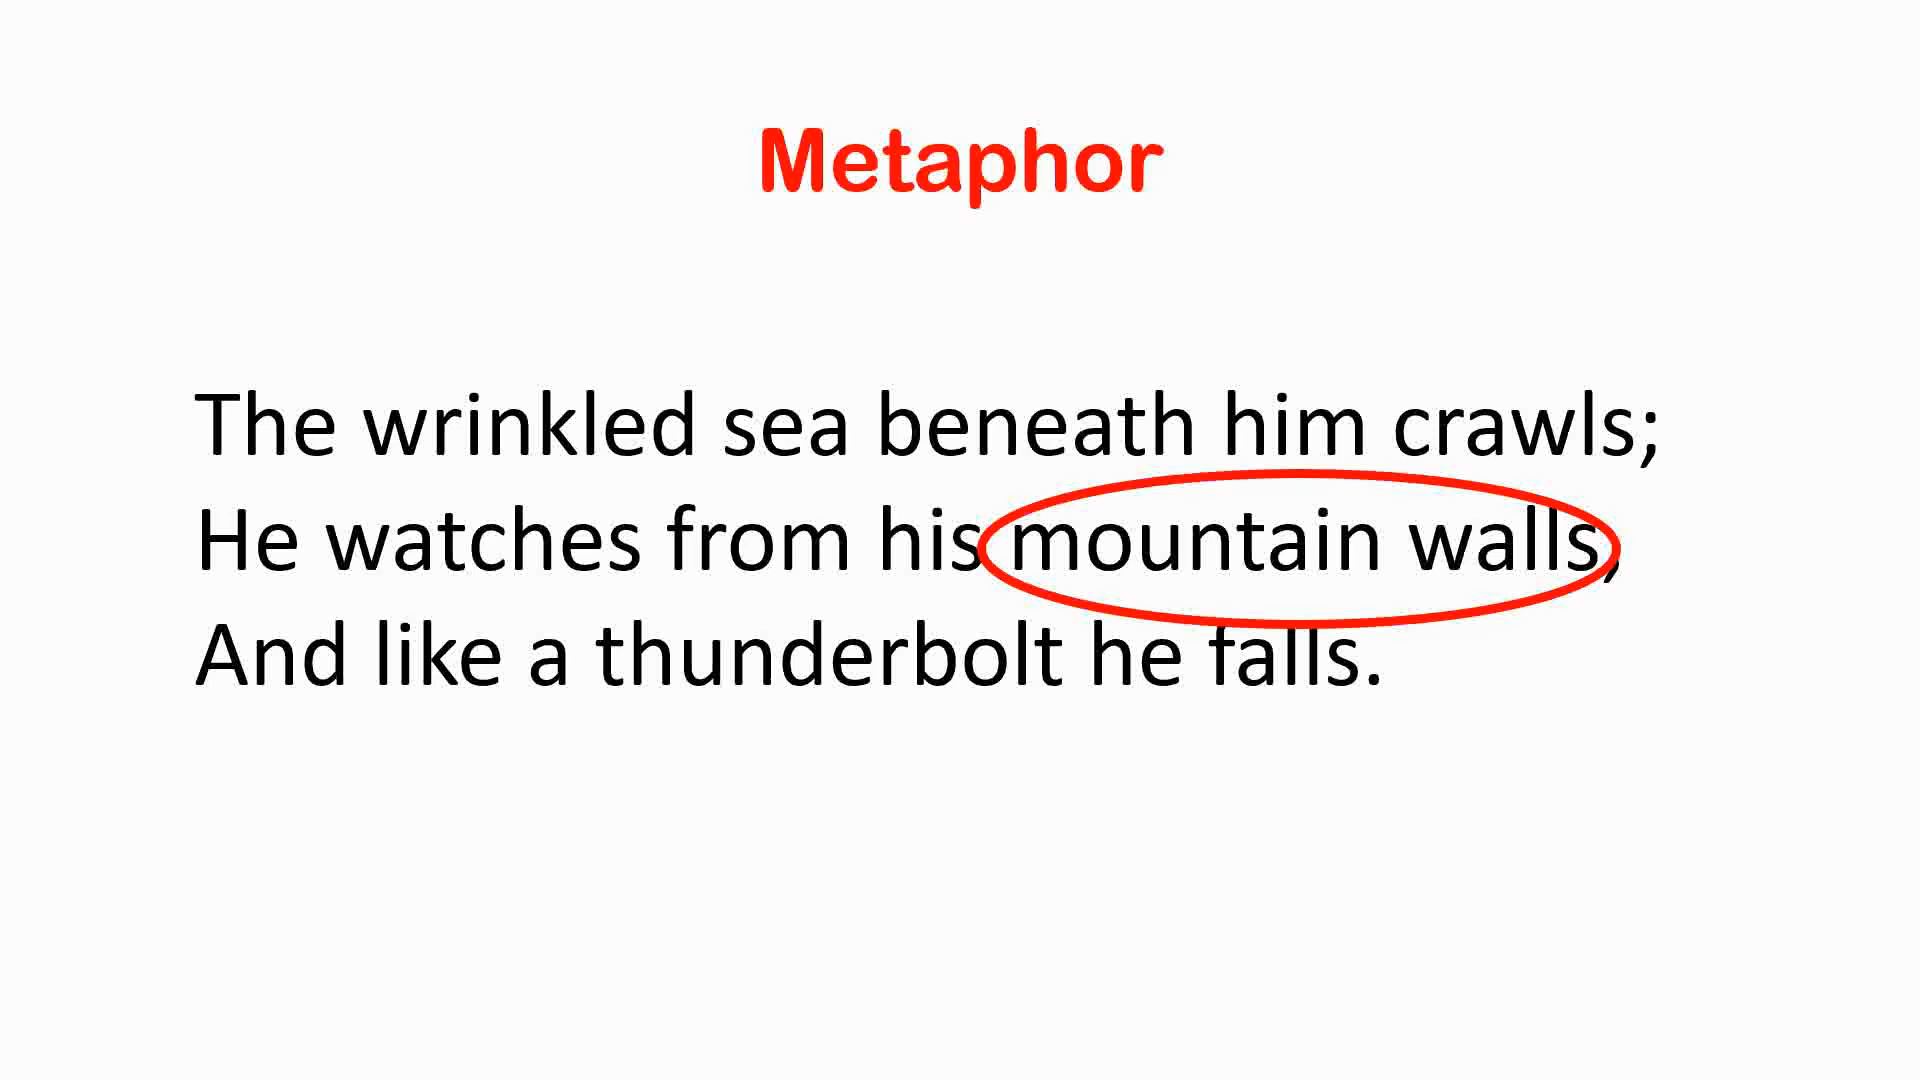 Metaphor
The wrinkled sea beneath him crawls;
He watches from his mountain walls,
And like a thunderbolt he falls.